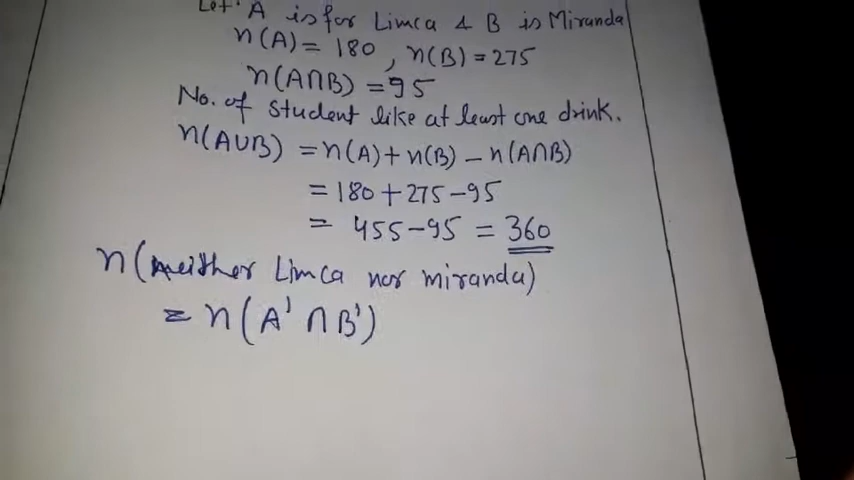 Let A is for Limca & B is Miranda
n(A) = 180, n(B) = 275
n(A∩B) = 95
No. of student like at least one drink.
n(A∪B) = n(A) + n(B) - n(A∩B)
= 180 + 275 - 95
= 455 - 95 = 360
n(neither Limca nor miranda)
= n(A' ∩ B')